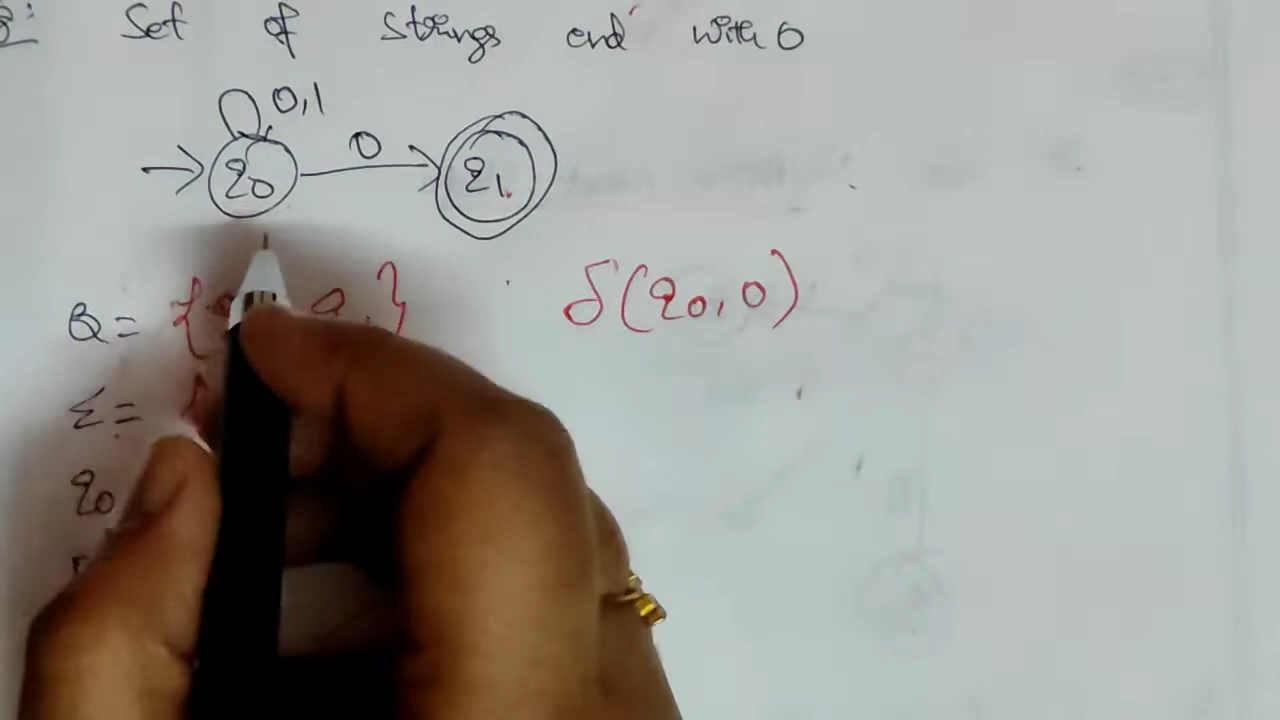 Set of Strings end with 0
0,1
0
q0
q1
Q = {
}
δ(q0, 0)
Σ = {
q0